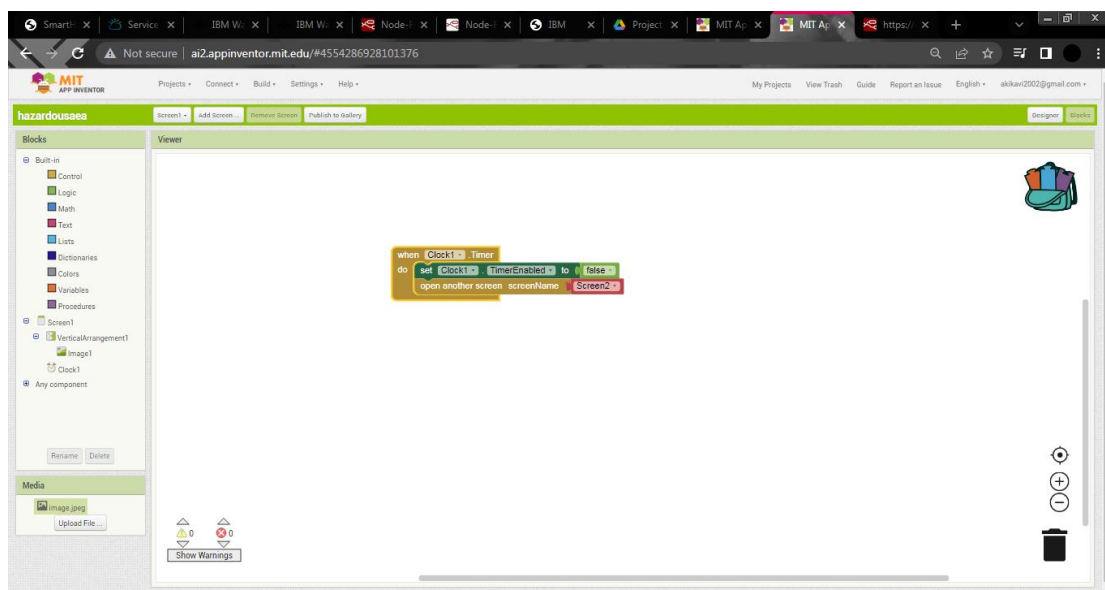 SmartH
Service
IBM Wa
IBM Wa
Node-R
Node-R
IBM
Project
MIT Ap
MIT Ap
https://
Not secure
ai2.appinventor.mit.edu/#4554286928101376
MIT
APP INVENTOR
Projects
Connect
Build
Settings
Help
My Projects
View Trash
Guide
Report an Issue
English
akikavi2002@gmail.com
hazardousaea
Screen1
Add Screen ...
Remove Screen
Publish to Gallery
Designer
Blocks
Blocks
Viewer
Built-in
Control
Logic
Math
Text
Lists
Dictionaries
Colors
Variables
Procedures
Screen1
VerticalArrangement1
Image1
Clock1
Any component
Rename
Delete
Media
image.jpeg
Upload File ...
when Clock1 .Timer
do set Clock1 . TimerEnabled to false
open another screen screenName Screen2
0
0
Show Warnings